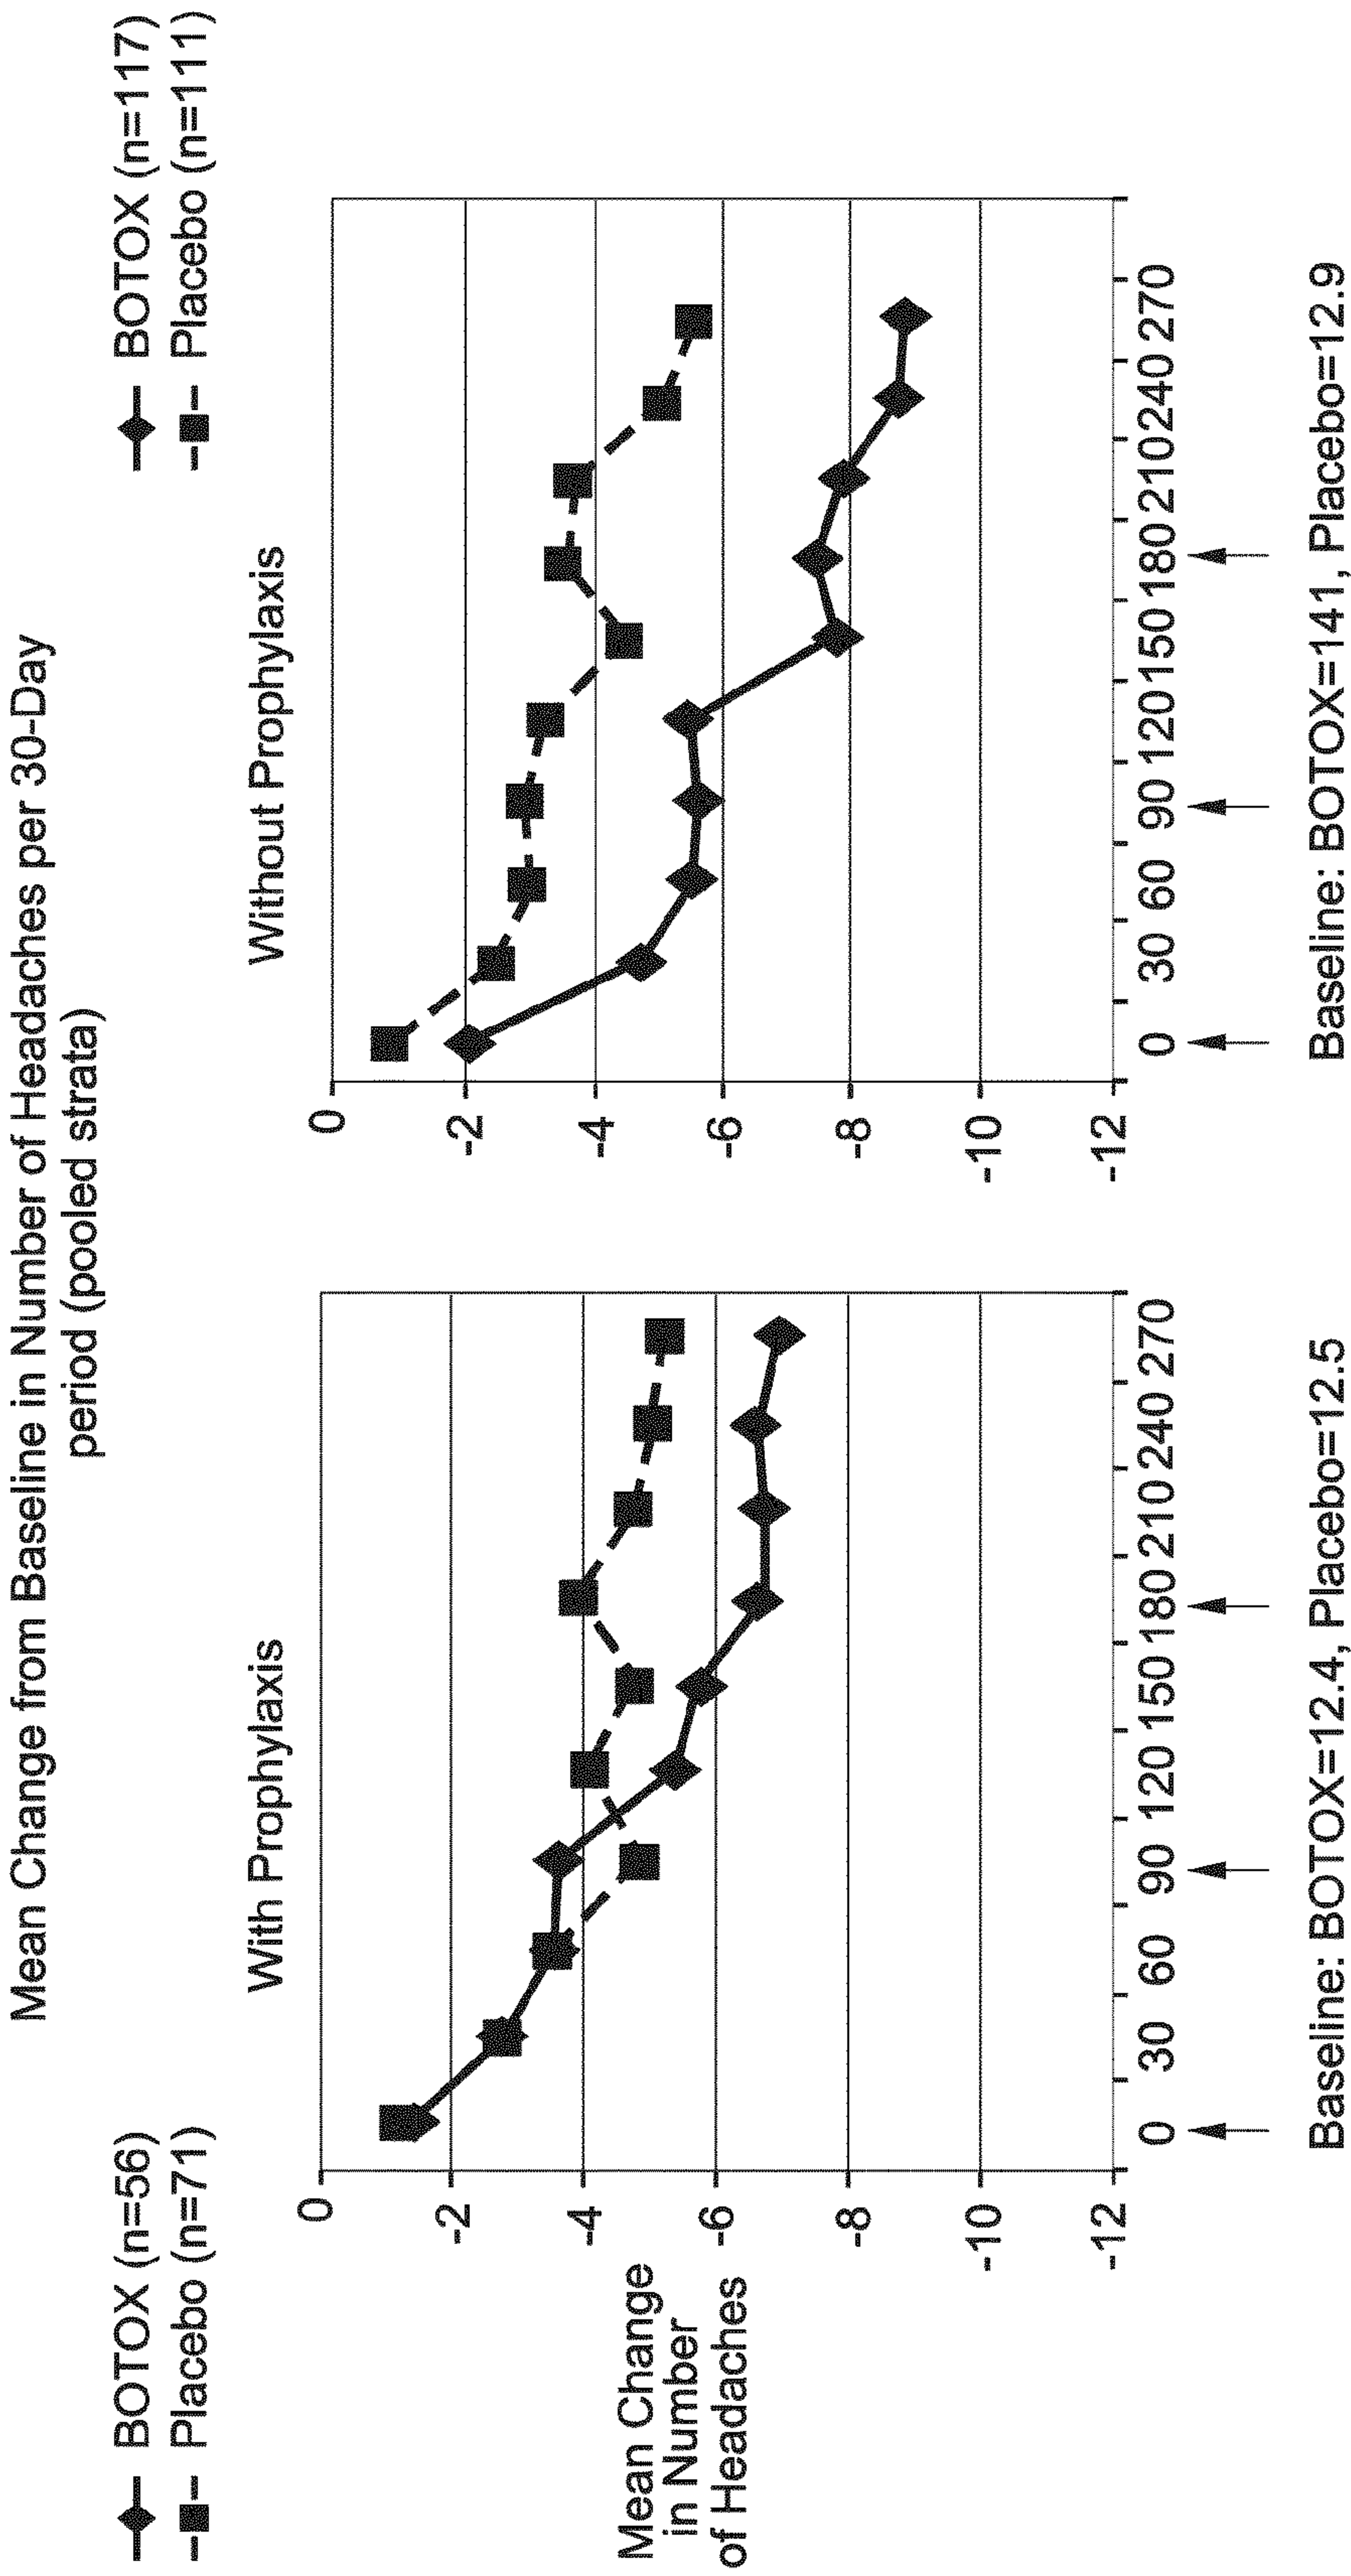 Mean Change from Baseline in Number of Headaches per 30-Day
period (pooled strata)
BOTOX (n=56)
Placebo (n=71)
BOTOX (n=117)
Placebo (n=111)
With Prophylaxis
Mean Change
in Number
of Headaches
0
-2
-4
-6
-8
-10
-12
0 30 60 90 120 150 180 210 240 270
Baseline: BOTOX=12.4, Placebo=12.5
Without Prophylaxis
0
-2
-4
-6
-8
-10
-12
0 30 60 90 120 150 180 210 240 270
Baseline: BOTOX=141, Placebo=12.9